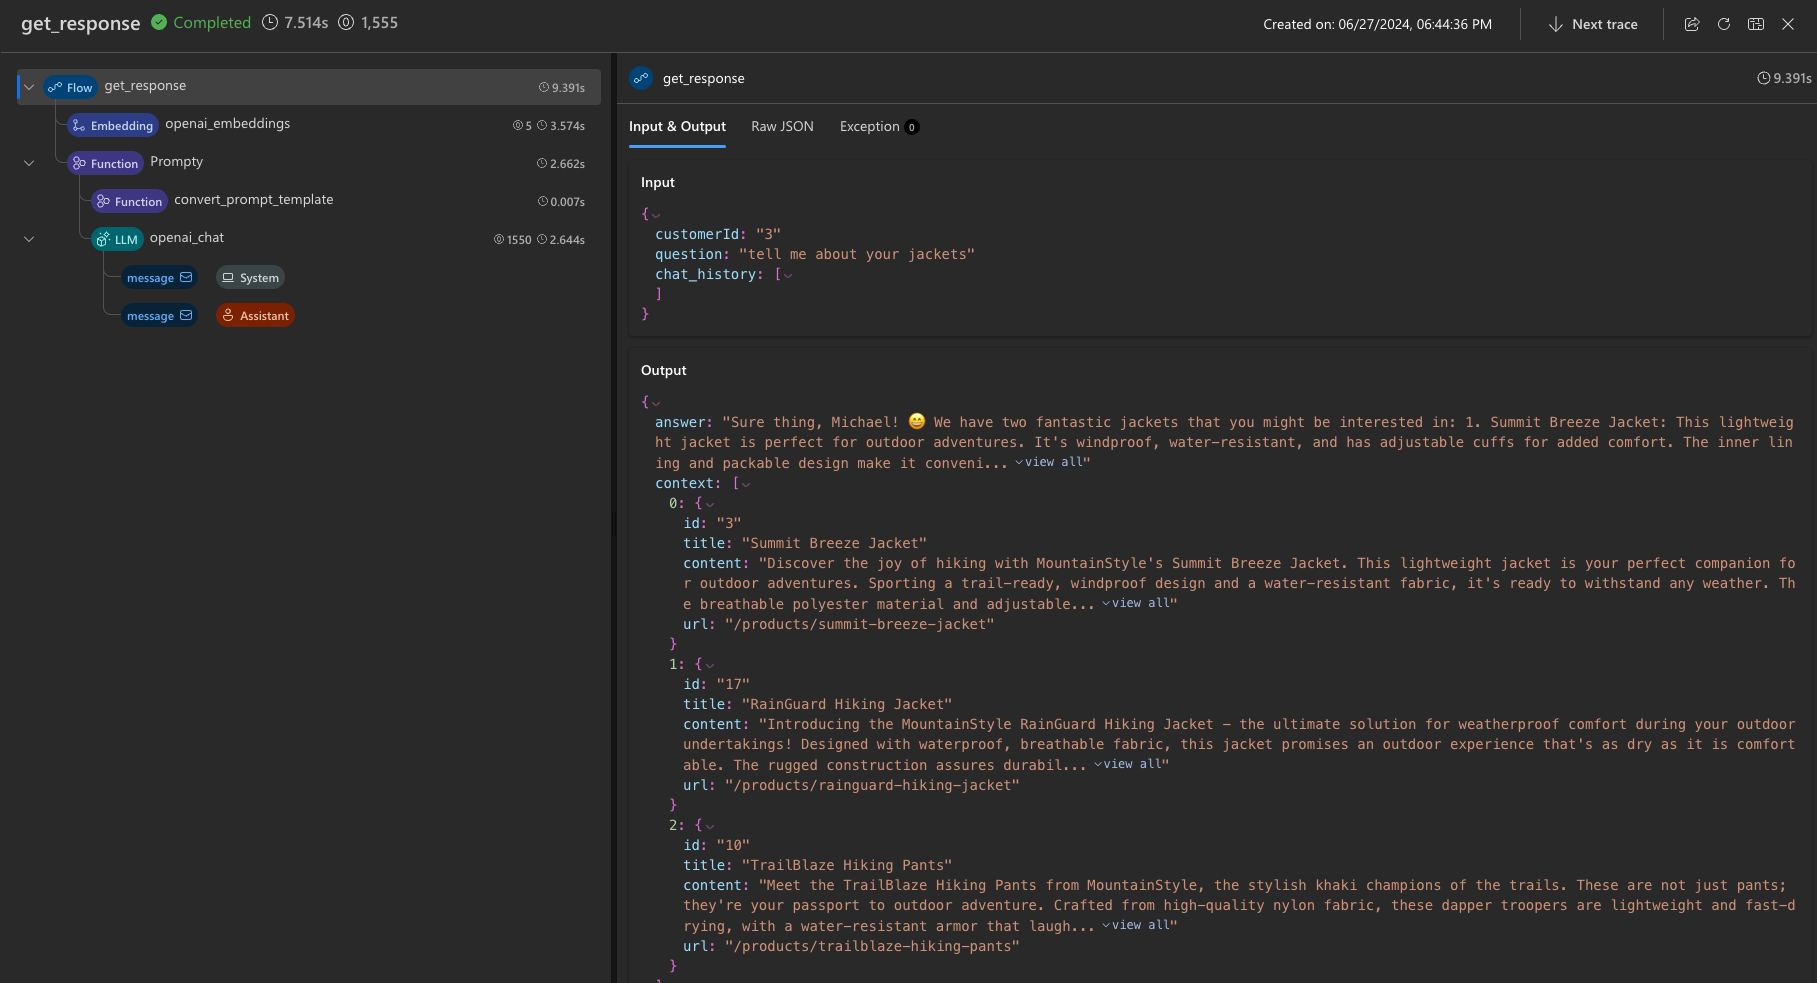 get_response Completed 7.514s 1,555
Created on: 06/27/2024, 06:44:36 PM Next trace
Flow get_response 9.391s
Embedding openai_embeddings 5 3.574s
Function Prompty 2.662s
Function convert_prompt_template 0.007s
LLM openai_chat 1550 2.644s
message System
message Assistant
get_response 9.391s
Input & Output Raw JSON Exception 0
Input
{
customerId: "3"
question: "tell me about your jackets"
chat_history: [
]
}
Output
{
answer: "Sure thing, Michael! 😄 We have two fantastic jackets that you might be interested in: 1. Summit Breeze Jacket: This lightweig
ht jacket is perfect for outdoor adventures. It's windproof, water-resistant, and has adjustable cuffs for added comfort. The inner lin
ing and packable design make it conveni... view all"
context: [
0: {
id: "3"
title: "Summit Breeze Jacket"
content: "Discover the joy of hiking with MountainStyle's Summit Breeze Jacket. This lightweight jacket is your perfect companion fo
r outdoor adventures. Sporting a trail-ready, windproof design and a water-resistant fabric, it's ready to withstand any weather. Th
e breathable polyester material and adjustable... view all"
url: "/products/summit-breeze-jacket"
}
1: {
id: "17"
title: "RainGuard Hiking Jacket"
content: "Introducing the MountainStyle RainGuard Hiking Jacket - the ultimate solution for weatherproof comfort during your outdoor
undertakings! Designed with waterproof, breathable fabric, this jacket promises an outdoor experience that's as dry as it is comfort
able. The rugged construction assures durabil... view all"
url: "/products/rainguard-hiking-jacket"
}
2: {
id: "10"
title: "TrailBlaze Hiking Pants"
content: "Meet the TrailBlaze Hiking Pants from MountainStyle, the stylish khaki champions of the trails. These are not just pants;
they're your passport to outdoor adventure. Crafted from high-quality nylon fabric, these dapper troopers are lightweight and fast-d
rying, with a water-resistant armor that laugh... view all"
url: "/products/trailblaze-hiking-pants"
}